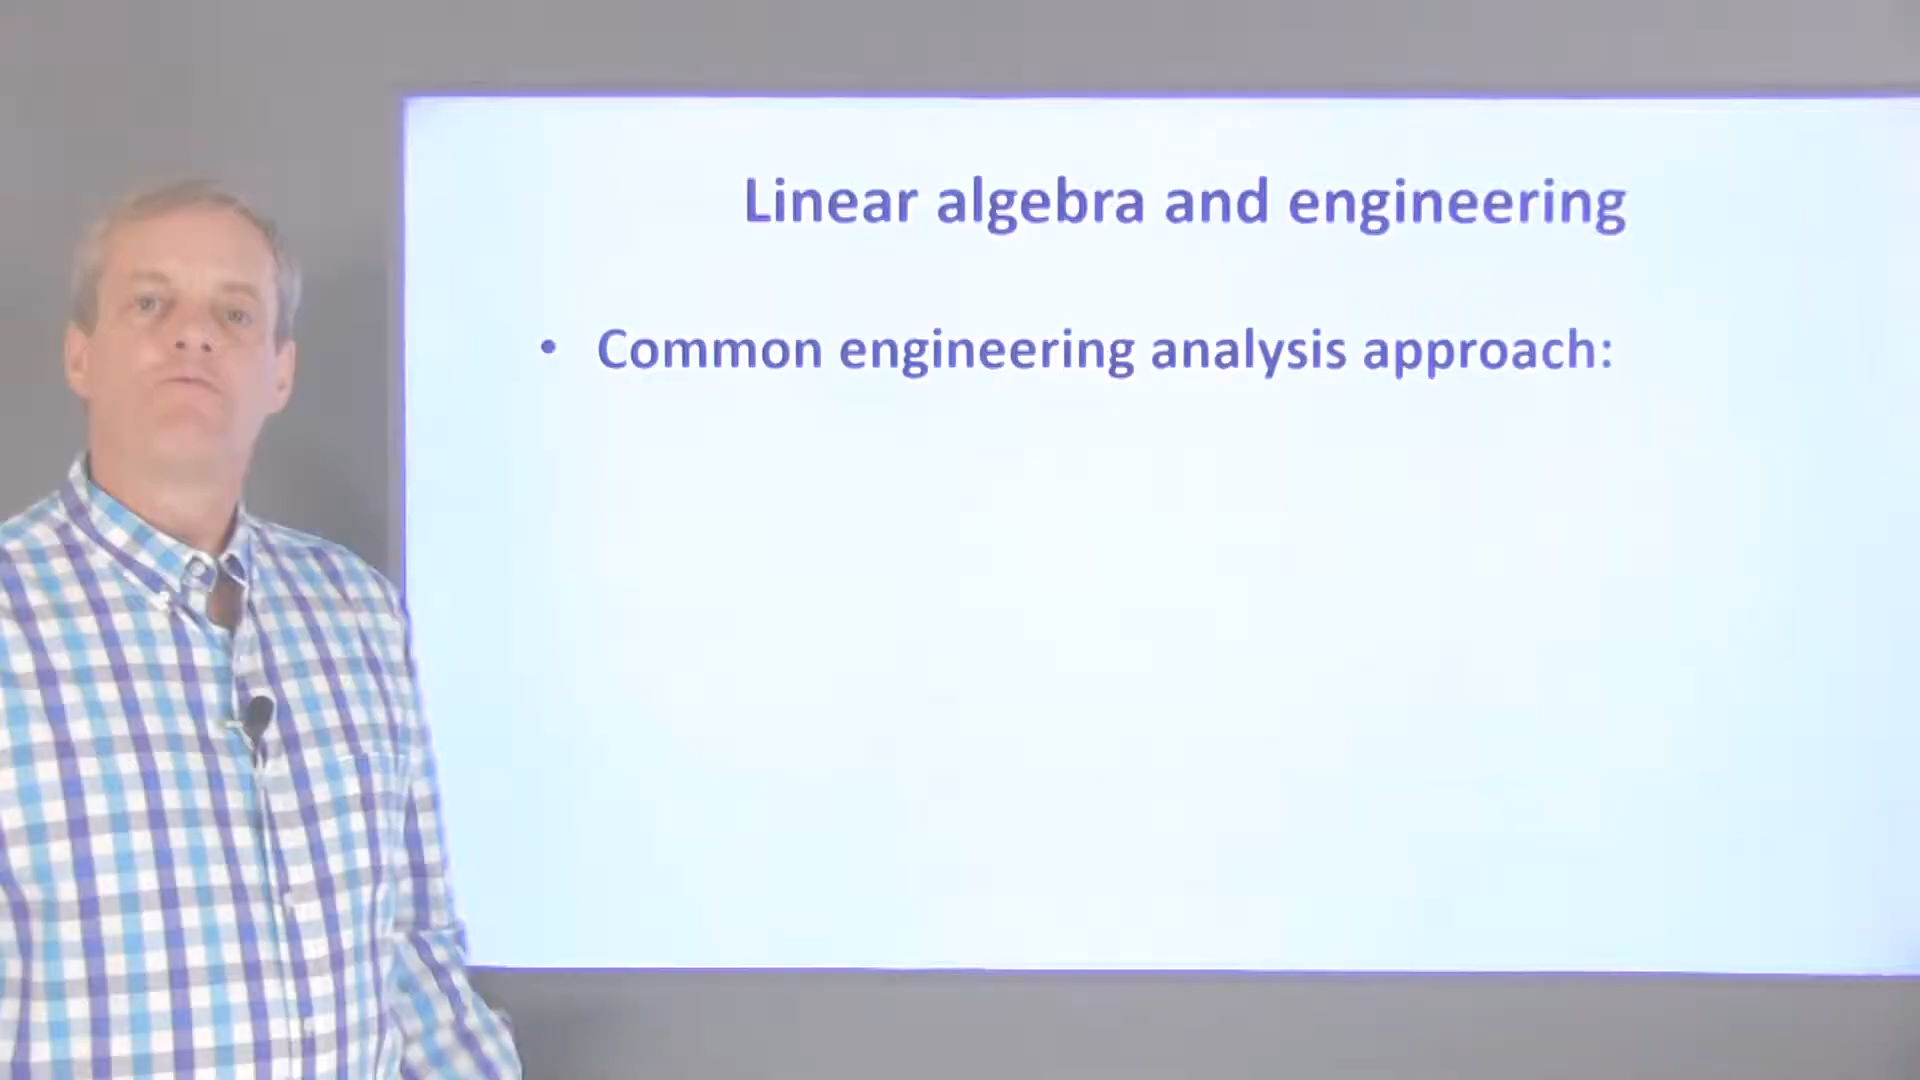 Linear algebra and engineering
• Common engineering analysis approach: